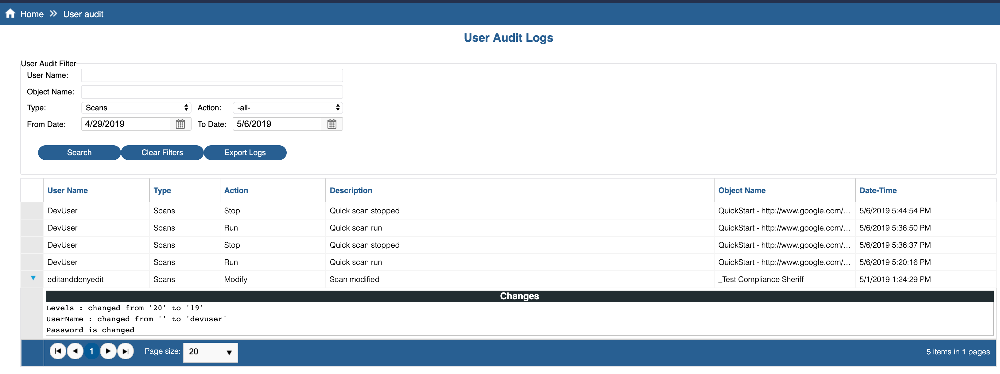 Home » User audit
User Audit Logs
User Audit Filter
User Name:
Object Name:
Type: Scans Action: -all-
From Date: 4/29/2019 To Date: 5/6/2019
Search Clear Filters Export Logs
User Name Type Action Description Object Name Date-Time
DevUser Scans Stop Quick scan stopped QuickStart - http://www.google.com/... 5/6/2019 5:44:54 PM
DevUser Scans Run Quick scan run QuickStart - http://www.google.com/... 5/6/2019 5:36:50 PM
DevUser Scans Stop Quick scan stopped QuickStart - http://www.google.com/... 5/6/2019 5:36:37 PM
DevUser Scans Run Quick scan run QuickStart - http://www.google.com/... 5/6/2019 5:20:16 PM
editanddenyedit Scans Modify Scan modified _Test Compliance Sheriff 5/1/2019 1:24:29 PM
Changes
Levels : changed from '20' to '19'
UserName : changed from '' to 'devuser'
Password is changed
1 Page size: 20 5 items in 1 pages